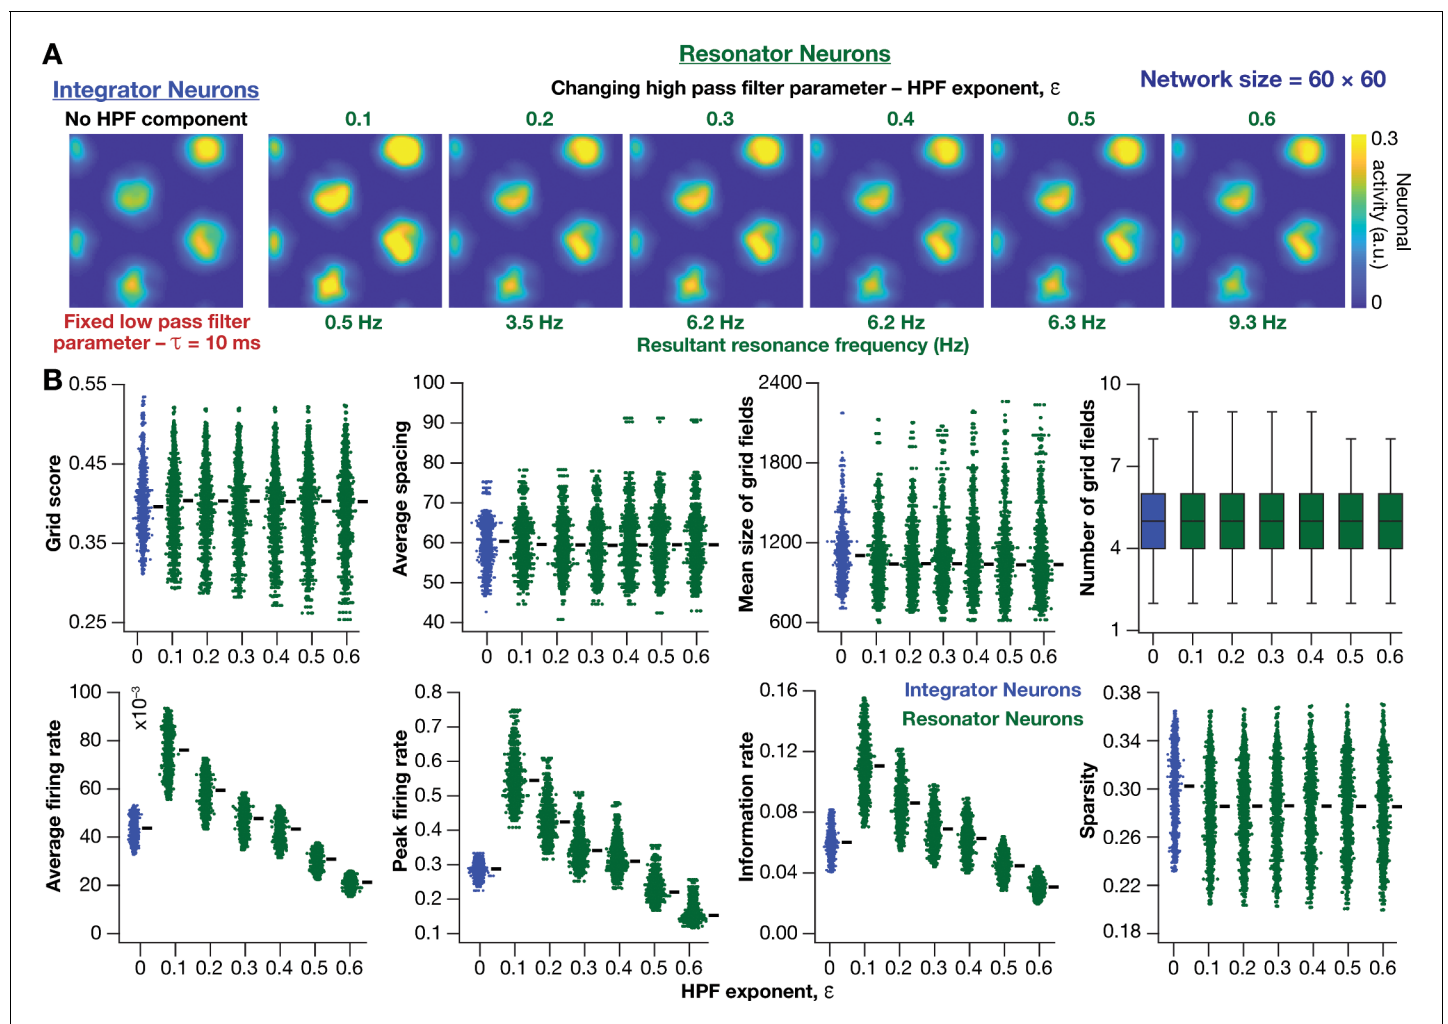 A
Resonator Neurons
Integrator Neurons
Changing high pass filter parameter – HPF exponent, ε
Network size = 60 × 60
No HPF component
0.1 0.2 0.3 0.4 0.5 0.6
0.3
Neuronal
activity (a.u.)
0
Fixed low pass filter
parameter – τ = 10 ms
0.5 Hz 3.5 Hz 6.2 Hz 6.2 Hz 6.3 Hz 9.3 Hz
Resultant resonance frequency (Hz)
B
Grid score
0.55
0.45
0.35
0.25
0 0.1 0.2 0.3 0.4 0.5 0.6
Average spacing
100
90
80
70
60
50
40
0 0.1 0.2 0.3 0.4 0.5 0.6
Mean size of grid fields
2400
1800
1200
600
0 0.1 0.2 0.3 0.4 0.5 0.6
Number of grid fields
10
7
4
1
0 0.1 0.2 0.3 0.4 0.5 0.6
Average firing rate
x10⁻³
100
80
60
40
20
0
0 0.1 0.2 0.3 0.4 0.5 0.6
Peak firing rate
0.8
0.7
0.6
0.5
0.4
0.3
0.2
0.1
0 0.1 0.2 0.3 0.4 0.5 0.6
Information rate
0.16
0.12
0.08
0.04
0.00
0 0.1 0.2 0.3 0.4 0.5 0.6
Integrator Neurons
Resonator Neurons
Sparsity
0.38
0.34
0.30
0.26
0.22
0.18
0 0.1 0.2 0.3 0.4 0.5 0.6
HPF exponent, ε